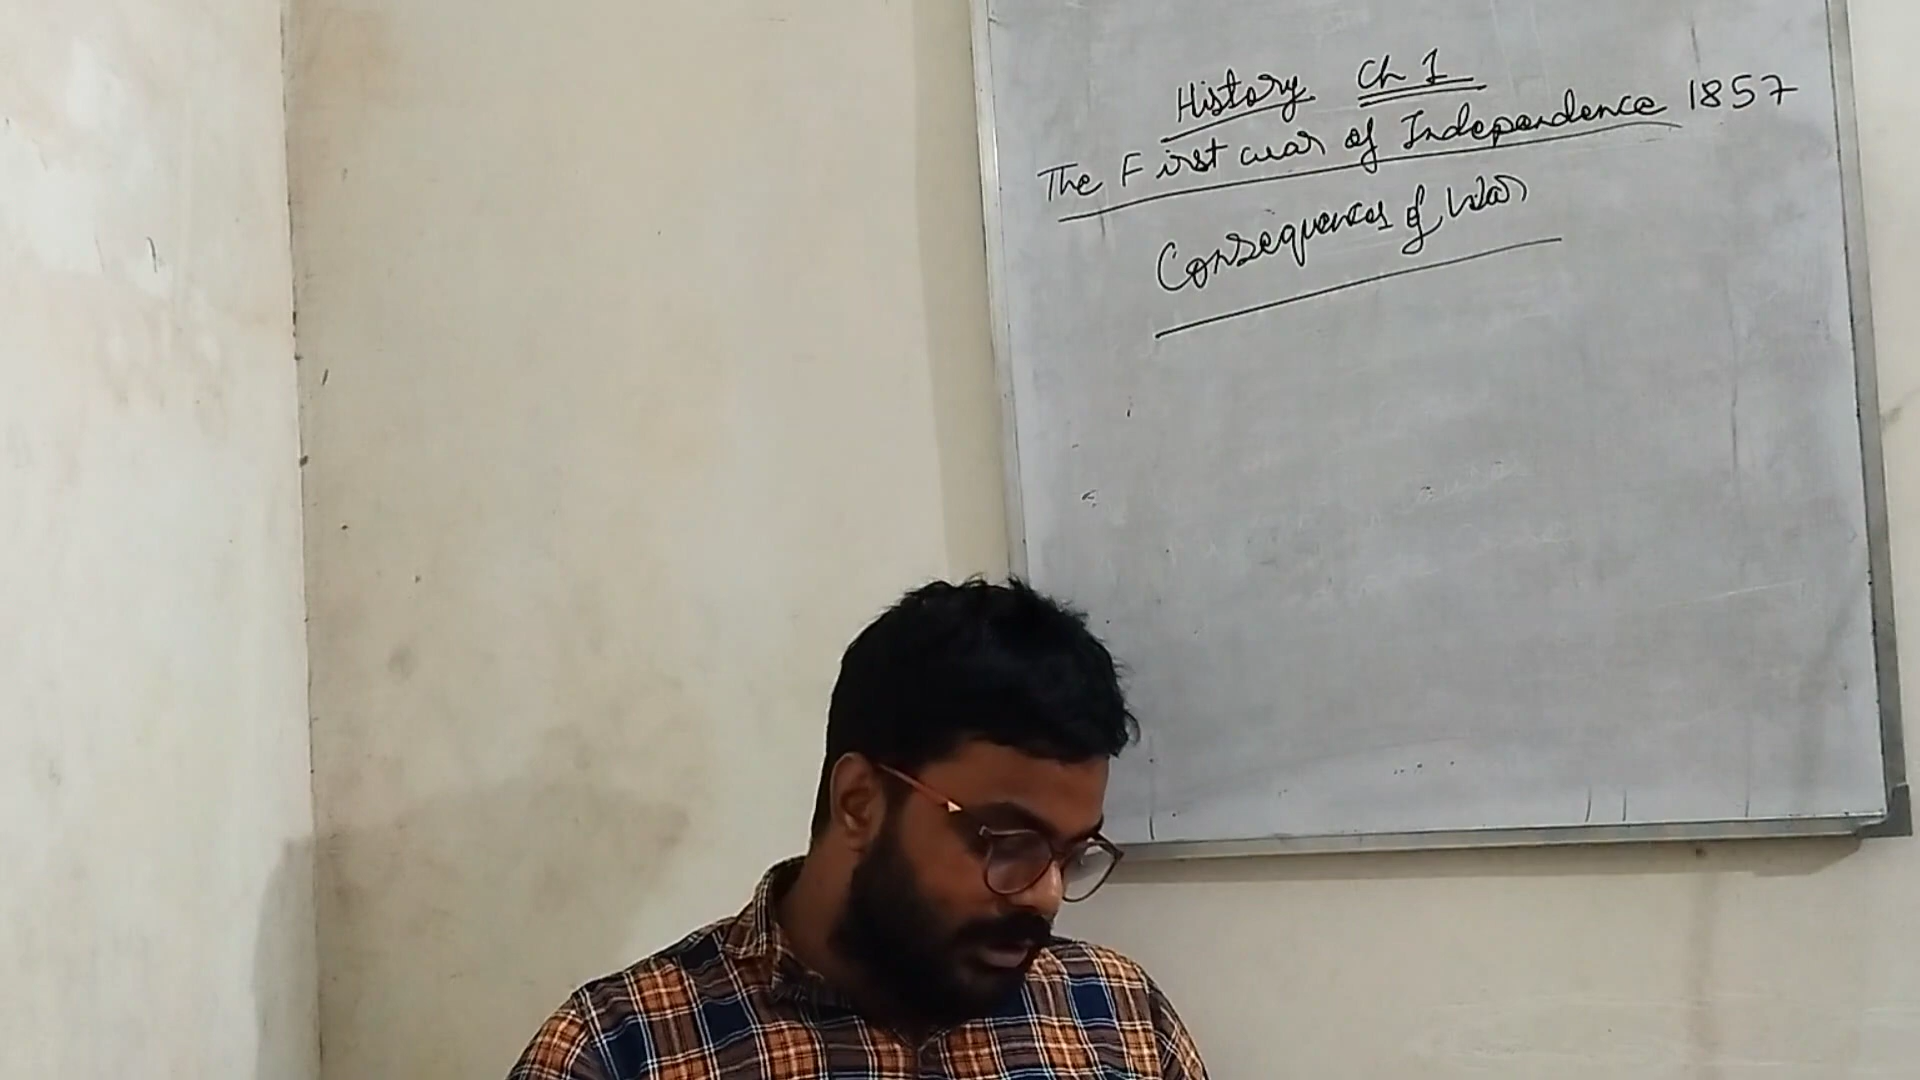 History Ch 1
The First war of Independence 1857
Consequences of War